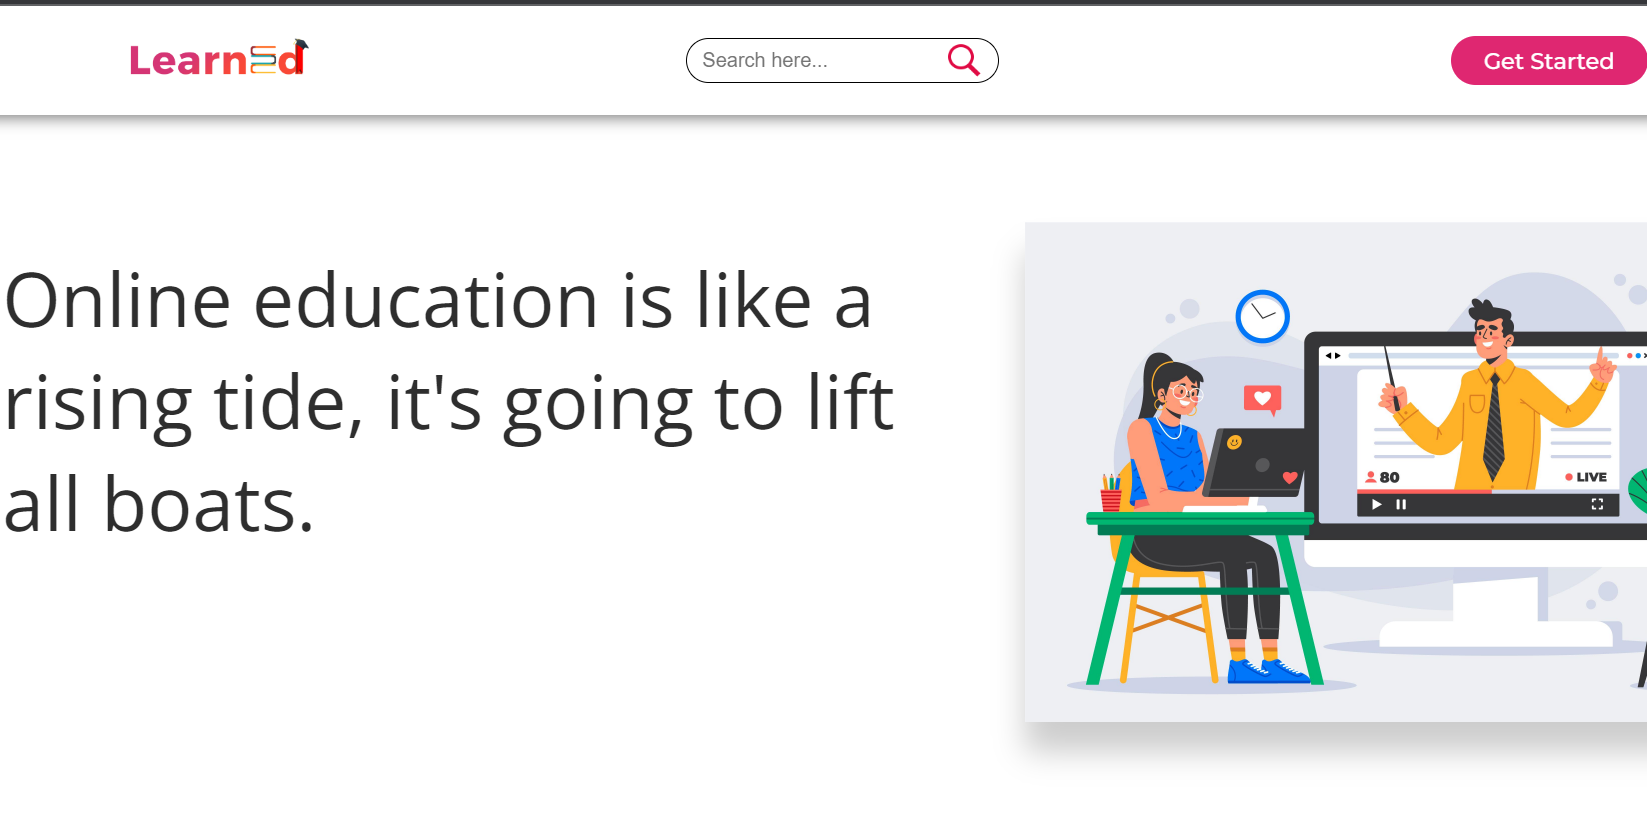 LearnEd
Search here...
Get Started
Online education is like a
rising tide, it's going to lift
all boats.
80
LIVE